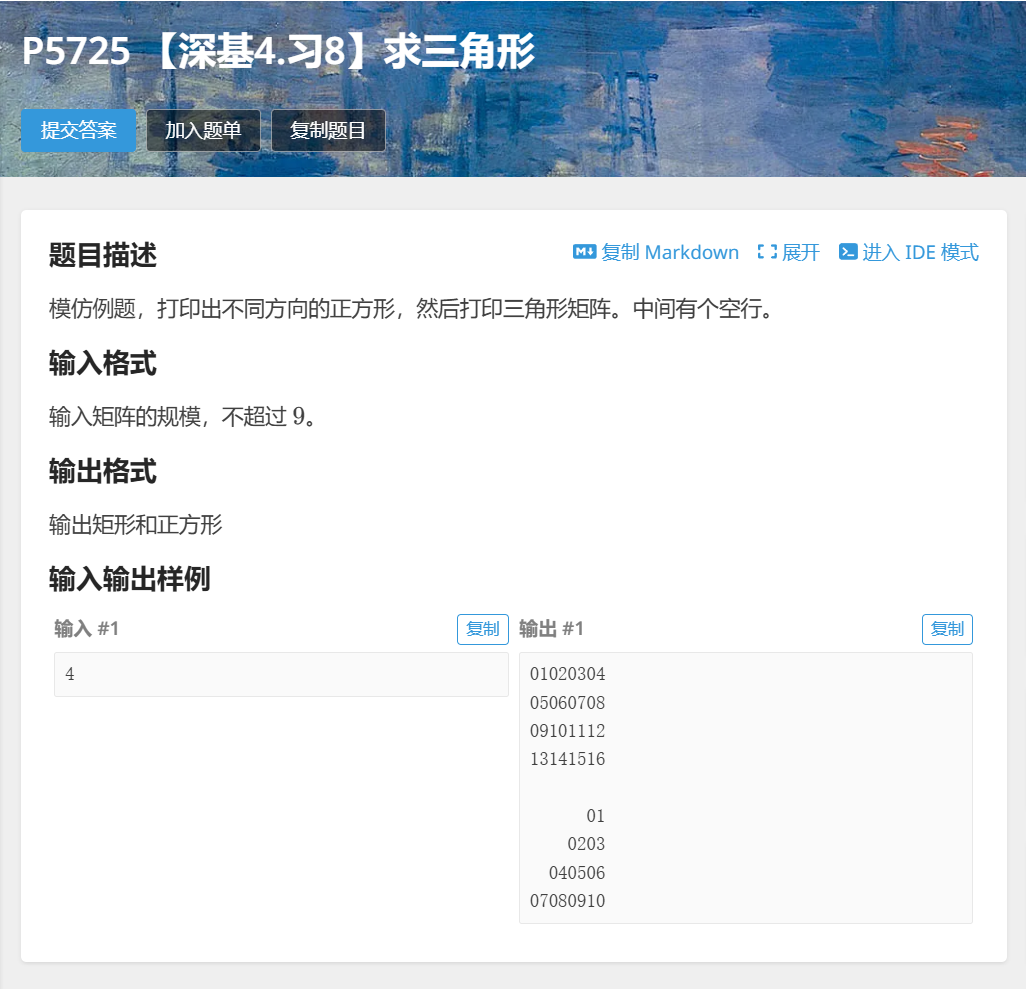 P5725 【深基4.习8】求三角形
提交答案 加入题单 复制题目
题目描述
复制 Markdown 展开 进入 IDE 模式
模仿例题，打印出不同方向的正方形，然后打印三角形矩阵。中间有个空行。
输入格式
输入矩阵的规模，不超过 9。
输出格式
输出矩形和正方形
输入输出样例
输入 #1 复制
4
输出 #1 复制
01020304
05060708
09101112
13141516

      01
    0203
  040506
07080910